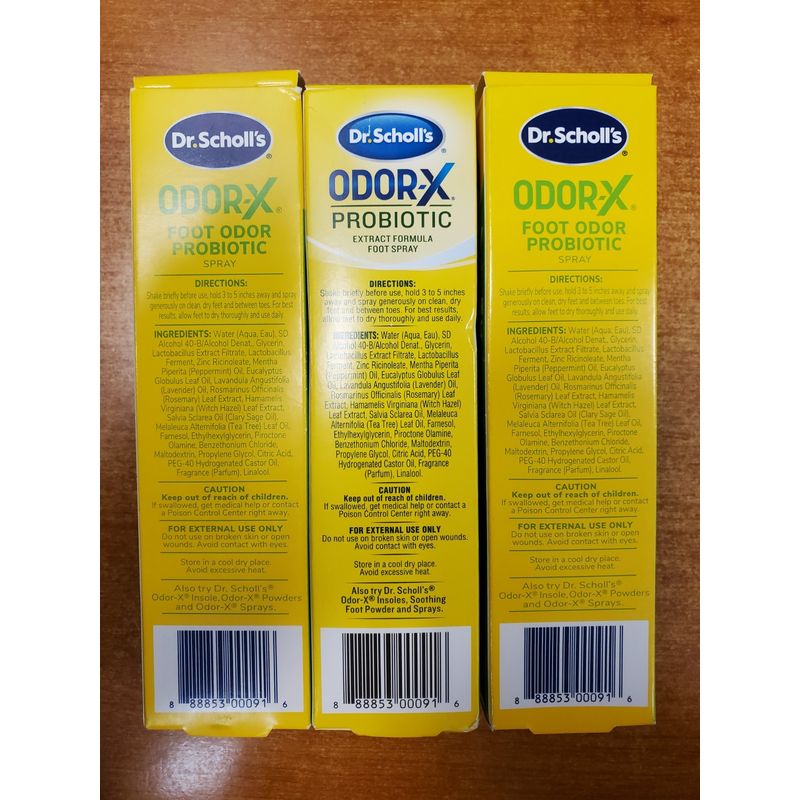 Dr.Scholl's®
ODOR-X®
FOOT ODOR
PROBIOTIC
SPRAY
DIRECTIONS:
Shake briefly before use, hold 3 to 5 inches away and spray
generously on clean, dry feet and between toes. For best
results, allow feet to dry thoroughly and use daily.
INGREDIENTS: Water (Aqua, Eau), SD
Alcohol 40-B/Alcohol Denat., Glycerin,
Lactobacillus Extract Filtrate, Lactobacillus
Ferment, Zinc Ricinoleate, Mentha
Piperita (Peppermint) Oil, Eucalyptus
Globulus Leaf Oil, Lavandula Angustifolia
(Lavender) Oil, Rosmarinus Officinalis
(Rosemary) Leaf Extract, Hamamelis
Virginiana (Witch Hazel) Leaf Extract,
Salvia Sclarea Oil (Clary Sage Oil),
Melaleuca Alternifolia (Tea Tree) Leaf Oil,
Farnesol, Ethylhexylglycerin, Piroctone
Olamine, Benzethonium Chloride,
Maltodextrin, Propylene Glycol, Citric Acid,
PEG-40 Hydrogenated Castor Oil,
Fragrance (Parfum), Linalool.
CAUTION
Keep out of reach of children.
If swallowed, get medical help or contact
a Poison Control Center right away.
FOR EXTERNAL USE ONLY
Do not use on broken skin or open
wounds. Avoid contact with eyes.
Store in a cool dry place.
Avoid excessive heat.
Also try Dr. Scholl's®
Odor-X® Insole, Odor-X® Powders
and Odor-X® Sprays.
8 88853 00091 6
Dr.Scholl's®
ODOR-X®
PROBIOTIC
EXTRACT FORMULA
FOOT SPRAY
DIRECTIONS:
Shake briefly before use, hold 3 to 5 inches
away and spray generously on clean, dry
feet and between toes. For best results,
allow feet to dry thoroughly and use daily.
INGREDIENTS: Water (Aqua, Eau), SD
Alcohol 40-B/Alcohol Denat., Glycerin,
Lactobacillus Extract Filtrate, Lactobacillus
Ferment, Zinc Ricinoleate, Mentha Piperita
(Peppermint) Oil, Eucalyptus Globulus Leaf
Oil, Lavandula Angustifolia (Lavender) Oil,
Rosmarinus Officinalis (Rosemary) Leaf
Extract, Hamamelis Virginiana (Witch Hazel)
Leaf Extract, Salvia Sclarea Oil, Melaleuca
Alternifolia (Tea Tree) Leaf Oil, Farnesol,
Ethylhexylglycerin, Piroctone Olamine,
Benzethonium Chloride, Maltodextrin,
Propylene Glycol, Citric Acid, PEG-40
Hydrogenated Castor Oil, Fragrance
(Parfum), Linalool.
CAUTION
Keep out of reach of children.
If swallowed, get medical help or contact a
Poison Control Center right away.
FOR EXTERNAL USE ONLY
Do not use on broken skin or open wounds.
Avoid contact with eyes.
Store in a cool dry place.
Avoid excessive heat.
Also try Dr. Scholl's®
Odor-X® Insoles, Soothing
Foot Powder and Sprays.
8 88853 00091 6
Dr.Scholl's®
ODOR-X®
FOOT ODOR
PROBIOTIC
SPRAY
DIRECTIONS:
Shake briefly before use, hold 3 to 5 inches away and spray
generously on clean, dry feet and between toes. For best
results, allow feet to dry thoroughly and use daily.
INGREDIENTS: Water (Aqua, Eau), SD
Alcohol 40-B/Alcohol Denat., Glycerin,
Lactobacillus Extract Filtrate, Lactobacillus
Ferment, Zinc Ricinoleate, Mentha
Piperita (Peppermint) Oil, Eucalyptus
Globulus Leaf Oil, Lavandula Angustifolia
(Lavender) Oil, Rosmarinus Officinalis
(Rosemary) Leaf Extract, Hamamelis
Virginiana (Witch Hazel) Leaf Extract,
Salvia Sclarea Oil (Clary Sage Oil),
Melaleuca Alternifolia (Tea Tree) Leaf Oil,
Farnesol, Ethylhexylglycerin, Piroctone
Olamine, Benzethonium Chloride,
Maltodextrin, Propylene Glycol, Citric Acid,
PEG-40 Hydrogenated Castor Oil,
Fragrance (Parfum), Linalool.
CAUTION
Keep out of reach of children.
If swallowed, get medical help or contact
a Poison Control Center right away.
FOR EXTERNAL USE ONLY
Do not use on broken skin or open
wounds. Avoid contact with eyes.
Store in a cool dry place.
Avoid excessive heat.
Also try Dr. Scholl's®
Odor-X® Insole, Odor-X® Powders
and Odor-X® Sprays.
8 88853 00091 6